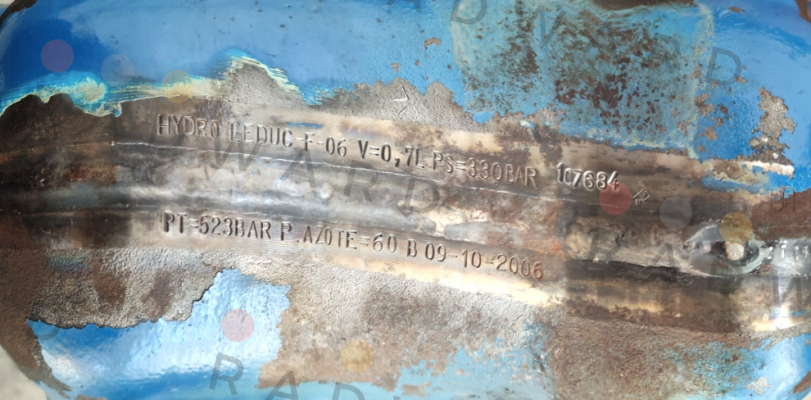 HYDRO LEDUC-F-06 V=0,7L PS=330BAR 107684
PT=523BAR P.AZOTE=60 B 09-10-2006